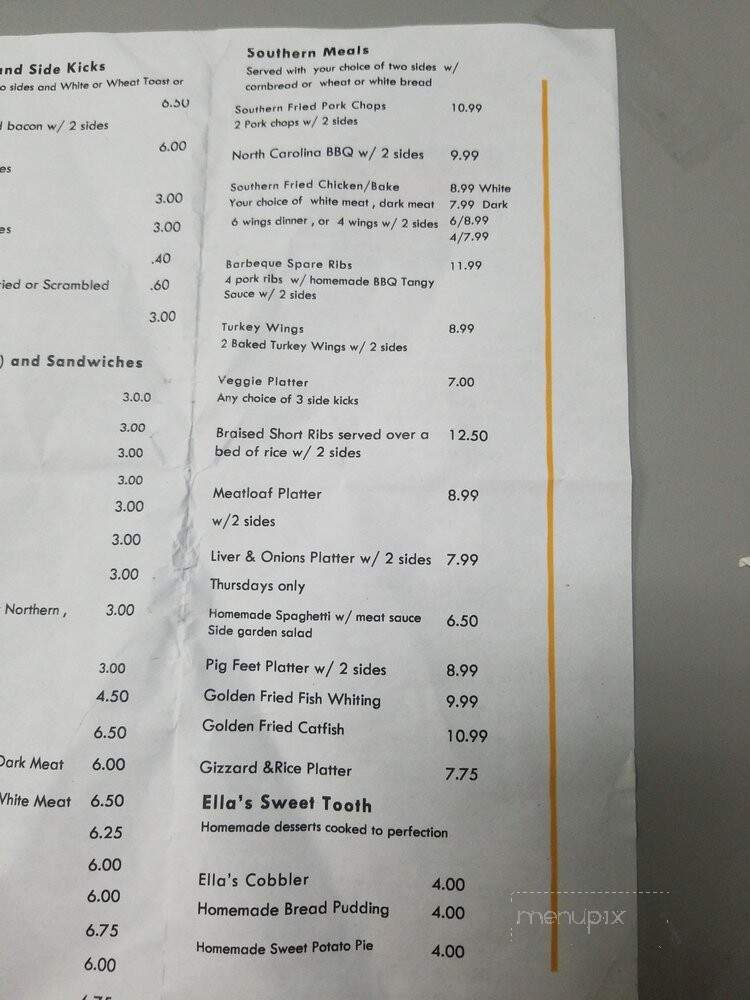 and Side Kicks
o sides and White or Wheat Toast or
6.50
bacon w/ 2 sides
6.00
es
3.00
es
3.00
.40
ied or Scrambled .60
3.00
) and Sandwiches
3.0.0
3.00
3.00
3.00
3.00
3.00
3.00
Northern , 3.00
3.00
4.50
6.50
Dark Meat 6.00
White Meat 6.50
6.25
6.00
6.00
6.75
6.00
Southern Meals
Served with your choice of two sides w/
cornbread or wheat or white bread
Southern Fried Pork Chops 10.99
2 Pork chops w/ 2 sides
North Carolina BBQ w/ 2 sides 9.99
Southern Fried Chicken/Bake 8.99 White
Your choice of white meat , dark meat 7.99 Dark
6 wings dinner , or 4 wings w/ 2 sides 6/8.99
4/7.99
Barbeque Spare Ribs 11.99
4 pork ribs w/ homemade BBQ Tangy
Sauce w/ 2 sides
Turkey Wings 8.99
2 Baked Turkey Wings w/ 2 sides
Veggie Platter 7.00
Any choice of 3 side kicks
Braised Short Ribs served over a 12.50
bed of rice w/ 2 sides
Meatloaf Platter 8.99
w/2 sides
Liver & Onions Platter w/ 2 sides 7.99
Thursdays only
Homemade Spaghetti w/ meat sauce 6.50
Side garden salad
Pig Feet Platter w/ 2 sides 8.99
Golden Fried Fish Whiting 9.99
Golden Fried Catfish 10.99
Gizzard &Rice Platter 7.75
Ella's Sweet Tooth
Homemade desserts cooked to perfection
Ella's Cobbler 4.00
Homemade Bread Pudding 4.00
Homemade Sweet Potato Pie 4.00
menupix